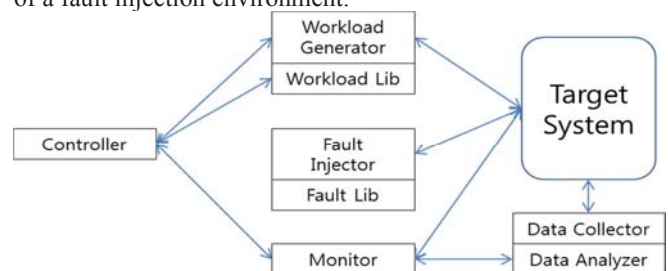 of a fault injection environment.
Workload
Generator
Workload Lib
Target
System
Controller
Fault
Injector
Fault Lib
Data Collector
Monitor
Data Analyzer